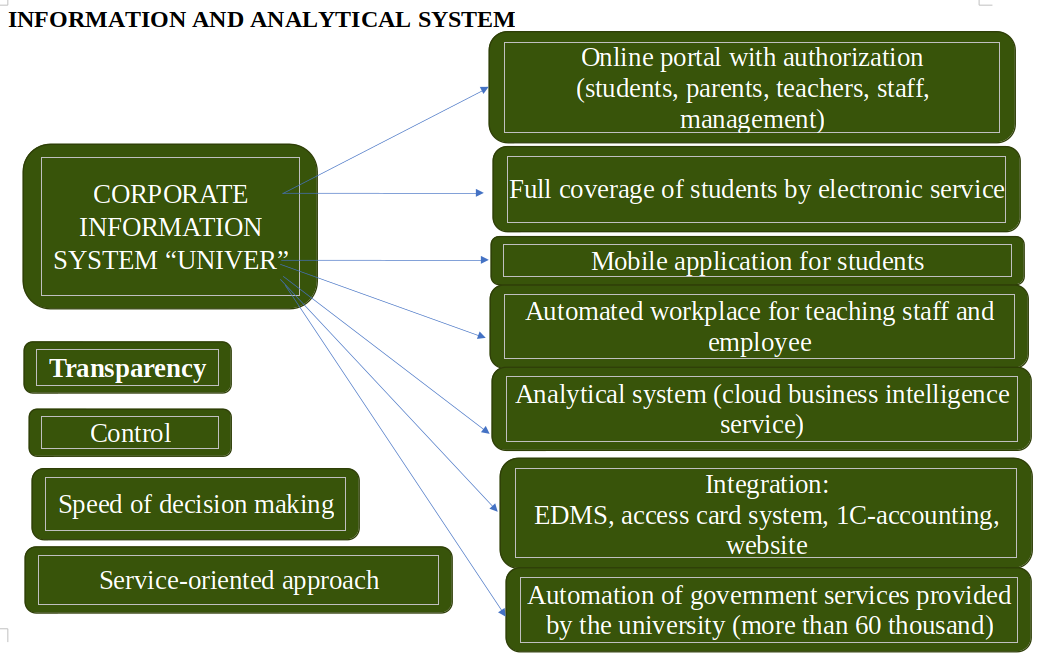 INFORMATION AND ANALYTICAL SYSTEM
CORPORATE
INFORMATION
SYSTEM “UNIVER”
Transparency
Control
Speed of decision making
Service-oriented approach
Online portal with authorization
(students, parents, teachers, staff,
management)
Full coverage of students by electronic service
Mobile application for students
Automated workplace for teaching staff and
employee
Analytical system (cloud business intelligence
service)
Integration:
EDMS, access card system, 1C-accounting,
website
Automation of government services provided
by the university (more than 60 thousand)